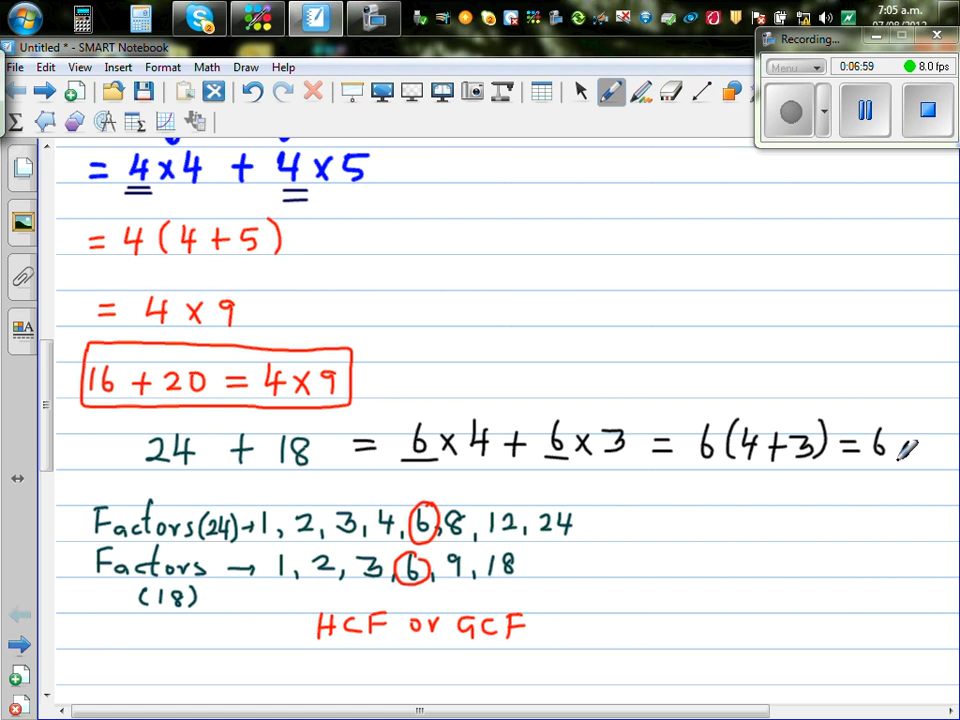 7:05 a.m.
07/08/2012
Untitled * - SMART Notebook
File Edit View Insert Format Math Draw Help
Recording...
Menu 0:06:59 8.0 fps
= 4×4 + 4×5
= 4(4+5)
= 4 × 9
16 + 20 = 4×9
24 + 18 = 6×4 + 6×3 = 6(4+3) = 6
Factors(24)→1, 2, 3, 4, 6, 8, 12, 24
Factors → 1, 2, 3, 6, 9, 18
(18)
HCF or GCF